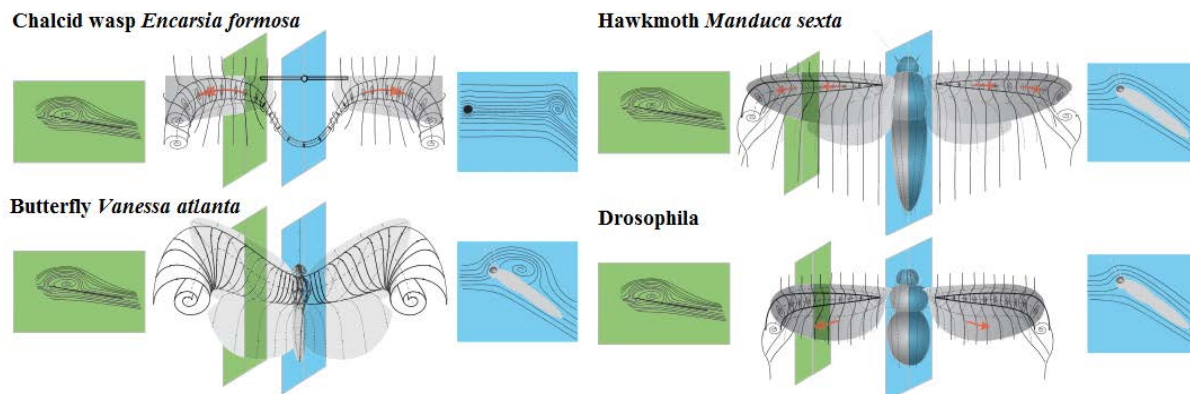 Chalcid wasp Encarsia formosa
Hawkmoth Manduca sexta
Butterfly Vanessa atlanta
Drosophila